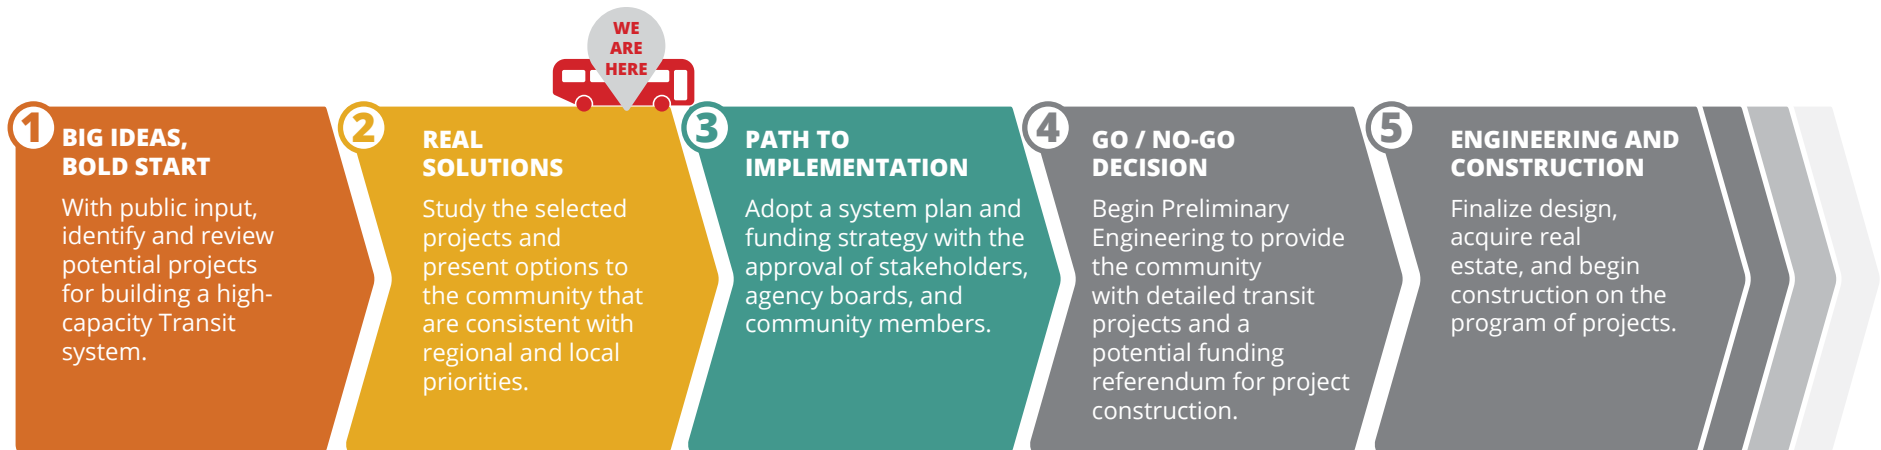 WE
ARE
HERE
1
BIG IDEAS,
BOLD START
With public input,
identify and review
potential projects
for building a high-
capacity Transit
system.
2
REAL
SOLUTIONS
Study the selected
projects and
present options to
the community that
are consistent with
regional and local
priorities.
3
PATH TO
IMPLEMENTATION
Adopt a system plan and
funding strategy with the
approval of stakeholders,
agency boards, and
community members.
4
GO / NO-GO
DECISION
Begin Preliminary
Engineering to provide
the community
with detailed transit
projects and a
potential funding
referendum for project
construction.
5
ENGINEERING AND
CONSTRUCTION
Finalize design,
acquire real
estate, and begin
construction on the
program of projects.